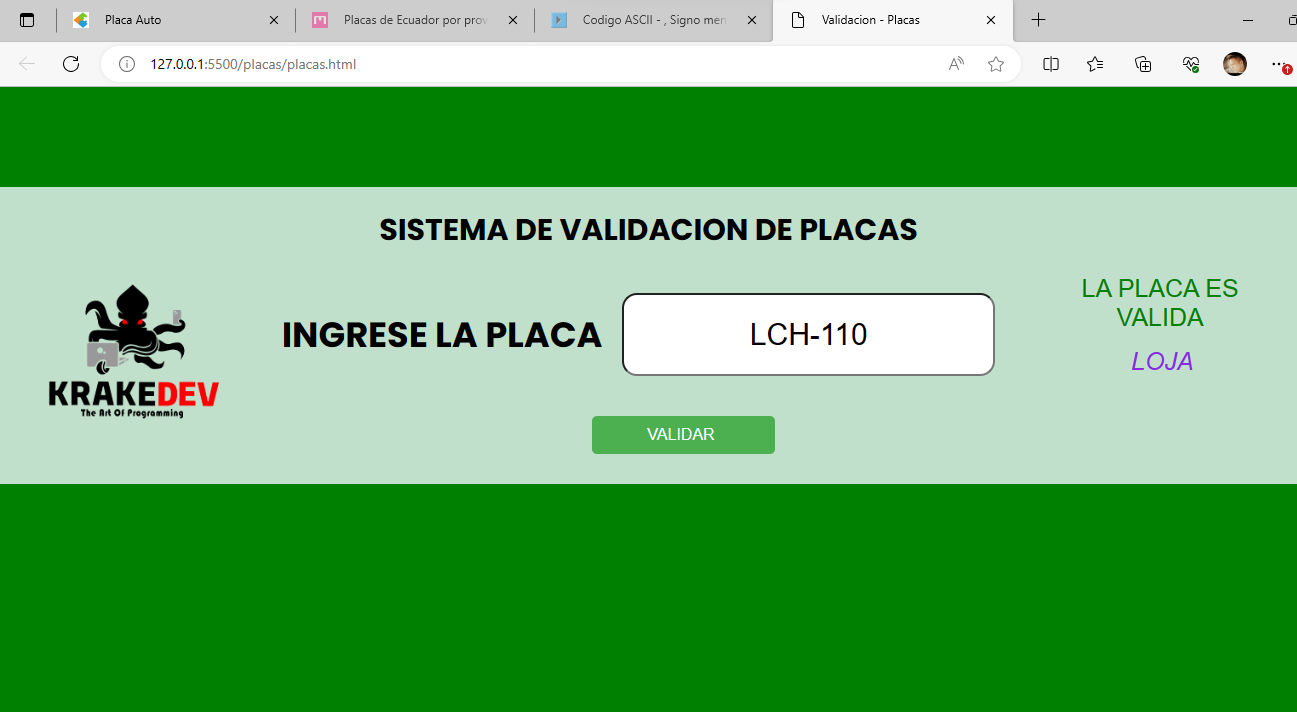 Placa Auto
Placas de Ecuador por prov
Codigo ASCII - , Signo men
Validacion - Placas
127.0.0.1:5500/placas/placas.html
SISTEMA DE VALIDACION DE PLACAS
INGRESE LA PLACA
LCH-110
LA PLACA ES
VALIDA
LOJA
KRAKEDEV
The Art Of Programming
VALIDAR